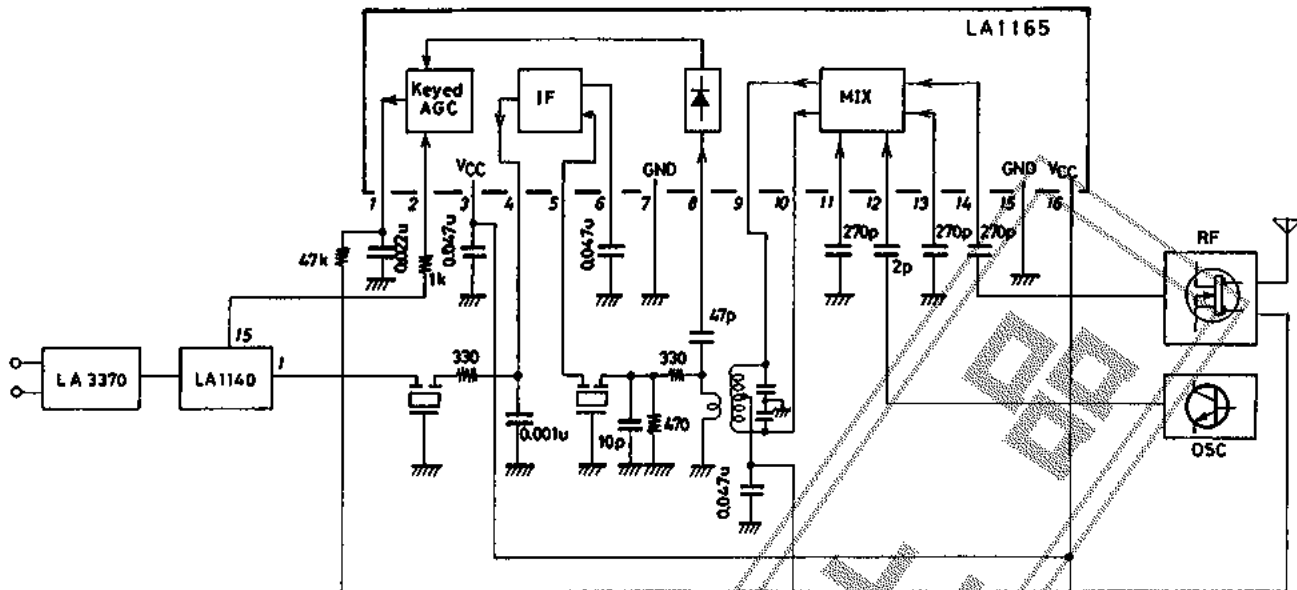 LA1165
Keyed
AGC
IF
MIX
VCC
GND
GND
VCC
1
2
3
4
5
6
7
8
9
10
11
12
13
14
15
16
47k
0.022u
1k
0.047u
0.047u
270p
2p
270p
270p
RF
47p
15
1
330
330
LA3370
LA1140
0.001u
10p
470
0.047u
OSC